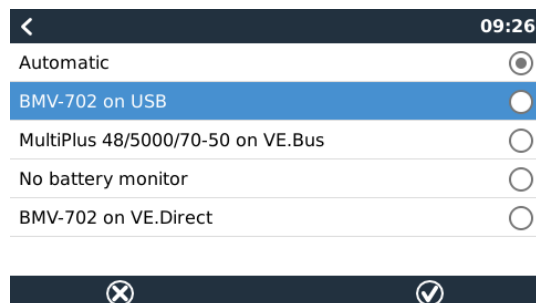 09:26
Automatic
BMV-702 on USB
MultiPlus 48/5000/70-50 on VE.Bus
No battery monitor
BMV-702 on VE.Direct